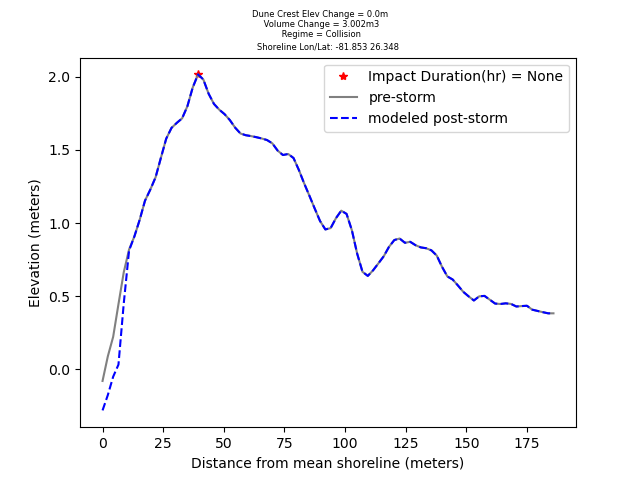 Dune Crest Elev Change = 0.0m
Volume Change = 3.002m3
Regime = Collision
Shoreline Lon/Lat: -81.853 26.348
Impact Duration(hr) = None
pre-storm
modeled post-storm
Elevation (meters)
2.0
1.5
1.0
0.5
0.0
0 25 50 75 100 125 150 175
Distance from mean shoreline (meters)